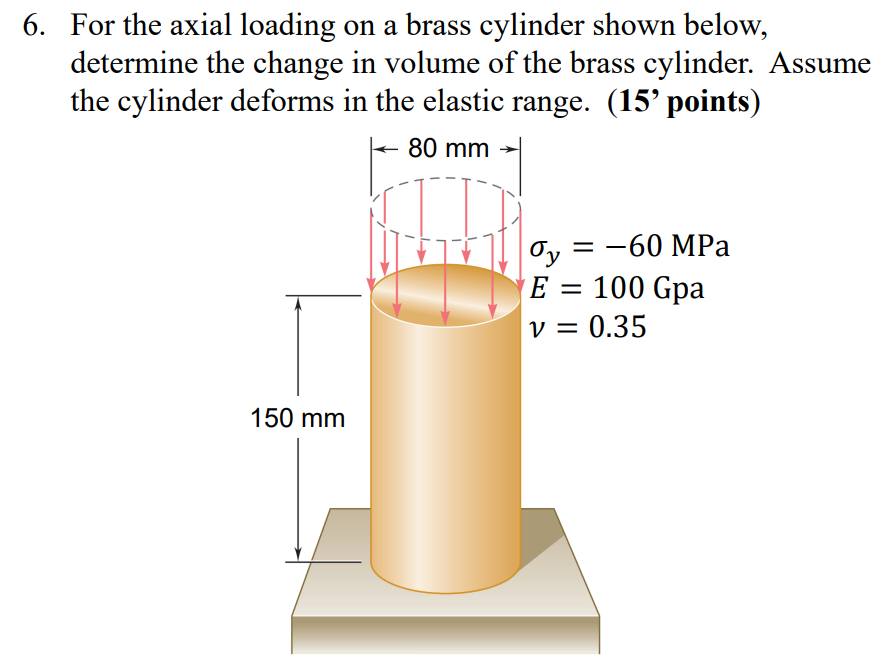 6. For the axial loading on a brass cylinder shown below,
determine the change in volume of the brass cylinder. Assume
the cylinder deforms in the elastic range. (15’ points)
80 mm
σy = −60 MPa
E = 100 Gpa
ν = 0.35
150 mm